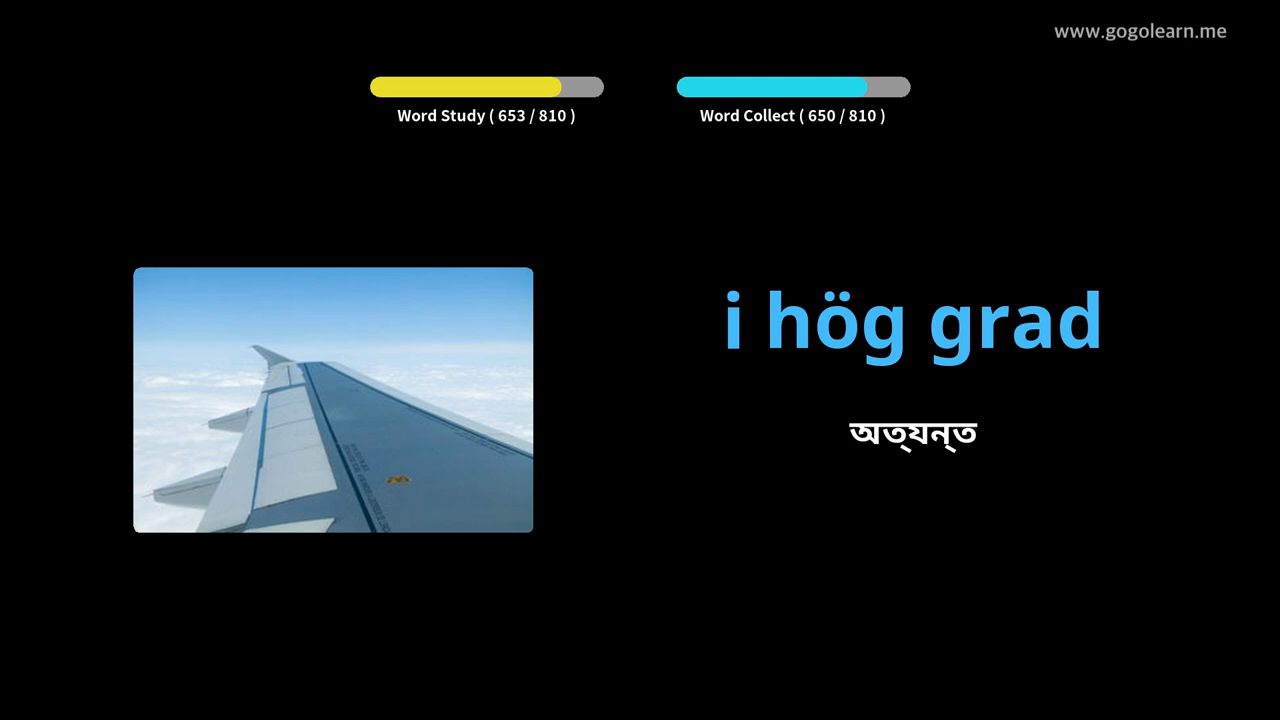 www.gogolearn.me
Word Study ( 653 / 810 )
Word Collect ( 650 / 810 )
i hög grad
অত্যন্ত